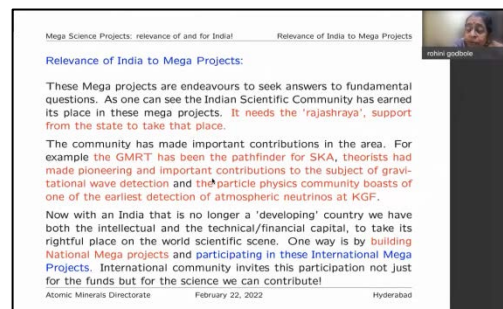 Mega Science Projects: relevance of and for India!
Relevance of India to Mega Projects
rohini godbole
Relevance of India to Mega Projects:
These Mega projects are endeavours to seek answers to fundamental
questions. As one can see the Indian Scientific Community has earned
its place in these mega projects. It needs the 'rajashraya', support
from the state to take that place.
The community has made important contributions in the area. For
example the GMRT has been the pathfinder for SKA, theorists had
made pioneering and important contributions to the subject of gravi-
tational wave detection and the particle physics community boasts of
one of the earliest detection of atmospheric neutrinos at KGF.
Now with an India that is no longer a 'developing' country we have
both the intellectual and the technical/financial capital, to take its
rightful place on the world scientific scene. One way is by building
National Mega projects and participating in these International Mega
Projects. International community invites this participation not just
for the funds but for the science we can contribute!
Atomic Minerals Directorate
February 22, 2022
Hyderabad